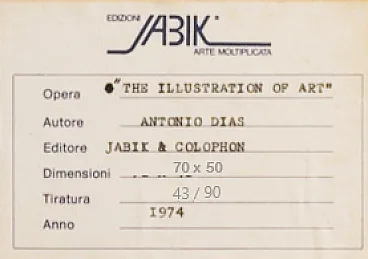 EDIZIONI
JABIK
ARTE MOLTIPLICATA
Opera "THE ILLUSTRATION OF ART"
Autore ANTONIO DIAS
Editore JABIK & COLOPHON
Dimensioni 70 x 50
Tiratura 43 / 90
Anno 1974